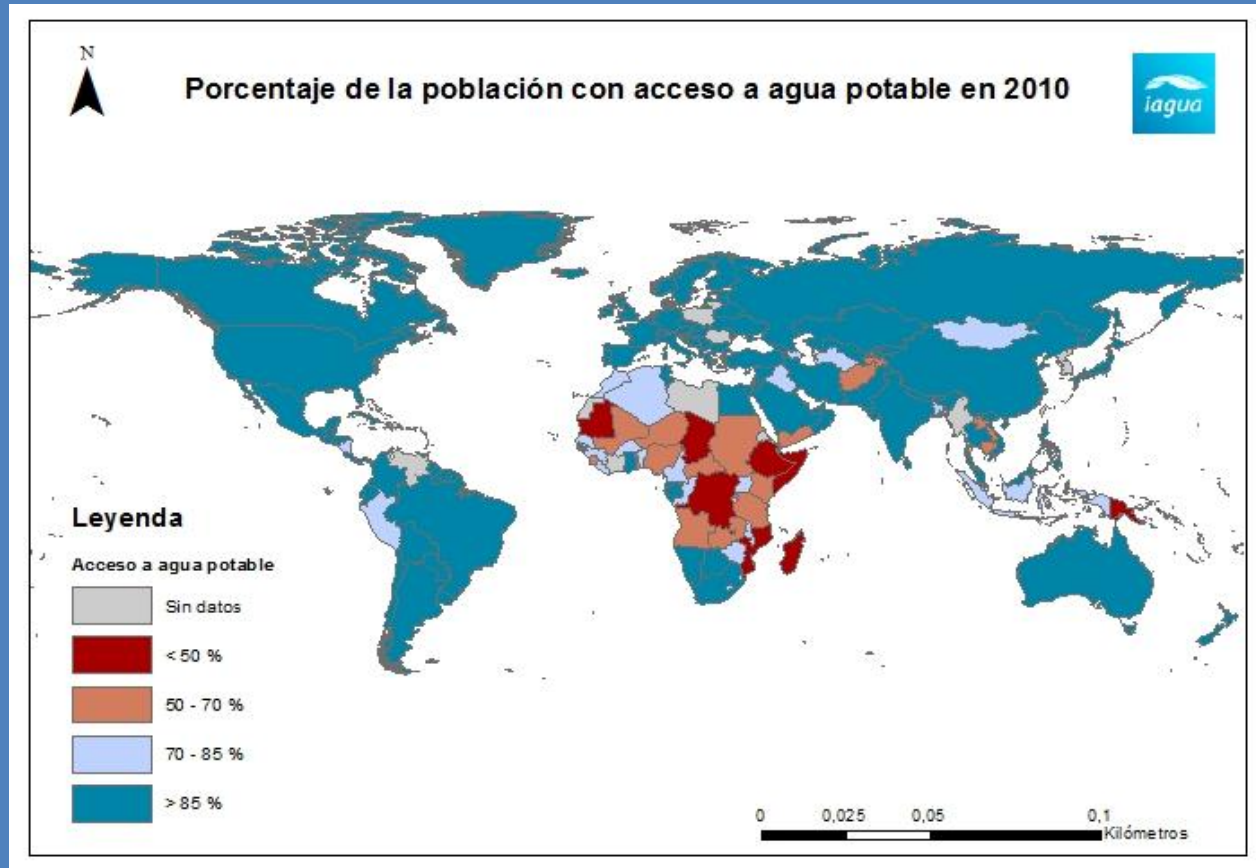 N
Porcentaje de la población con acceso a agua potable en 2010
iagua
Leyenda
Acceso a agua potable
Sin datos
< 50 %
50 - 70 %
70 - 85 %
> 85 %
0 0,025 0,05 0,1
Kilómetros